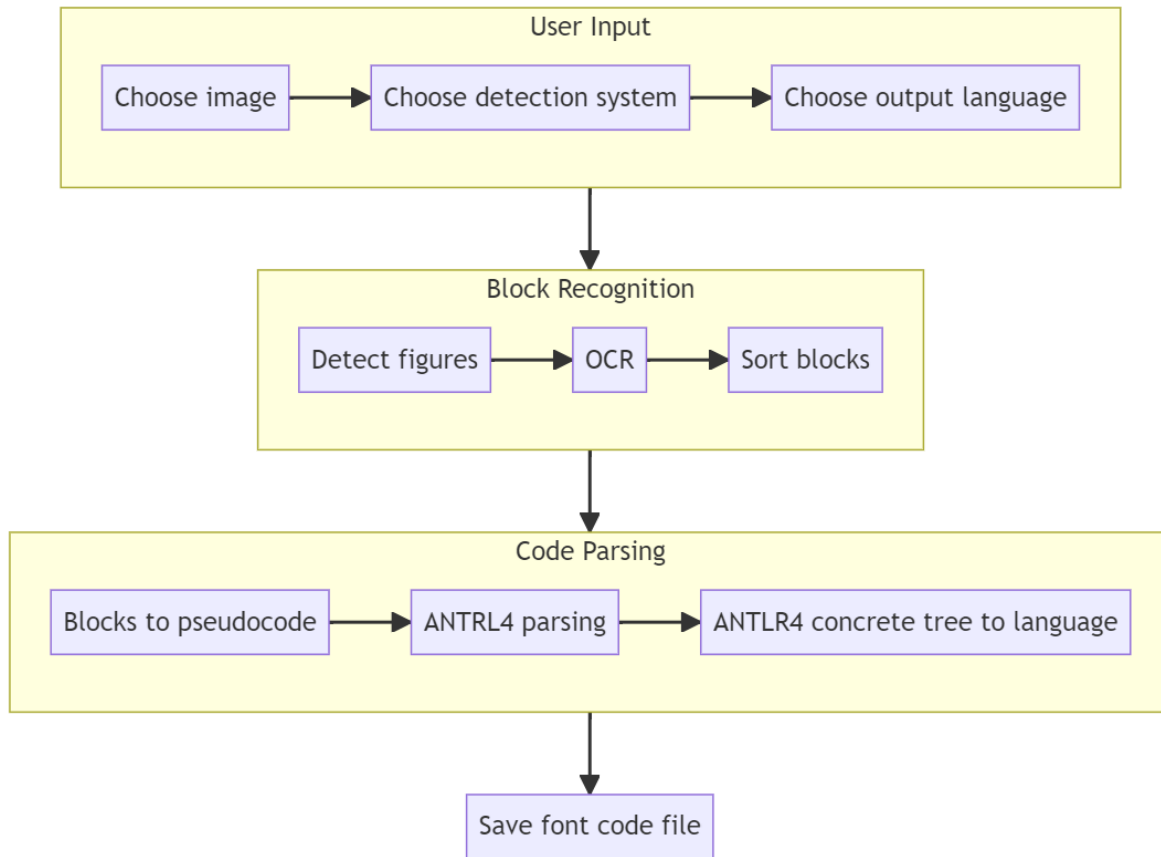 User Input
Choose image
Choose detection system
Choose output language
Block Recognition
Detect figures
OCR
Sort blocks
Code Parsing
Blocks to pseudocode
ANTRL4 parsing
ANTLR4 concrete tree to language
Save font code file